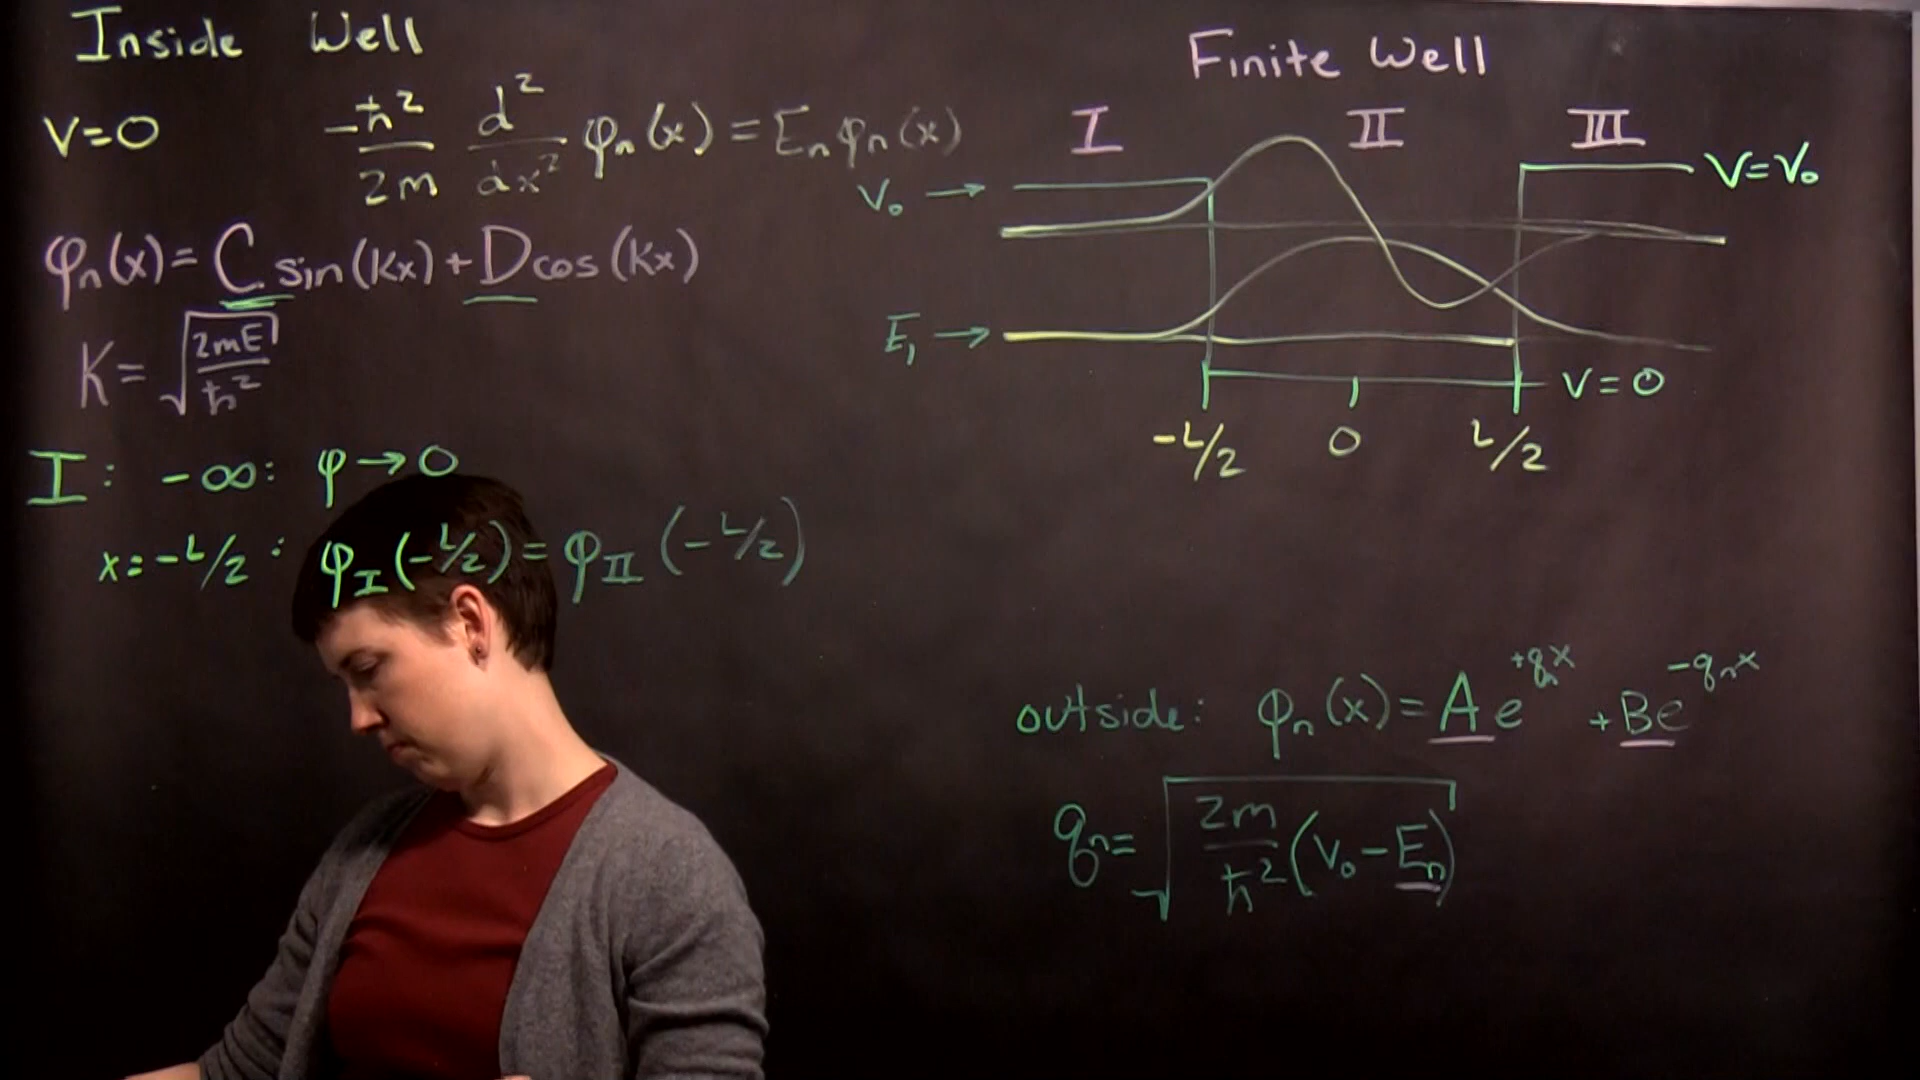 Inside Well
V=0  -ħ²/2m d²/dx² φn(x) = En φn(x)
φn(x) = C sin(kx) + D cos(kx)
K = √(2mE/ħ²)
I: -∞: φ→0
x=-L/2: φI(-L/2) = φII(-L/2)
Finite Well
I II III
V₀ → V=V₀
E₁ →
V=0
-L/2 0 L/2
outside: φn(x) = A e^{+qnx} + B e^{-qnx}
qn = √(2m/ħ² (V₀ - En))